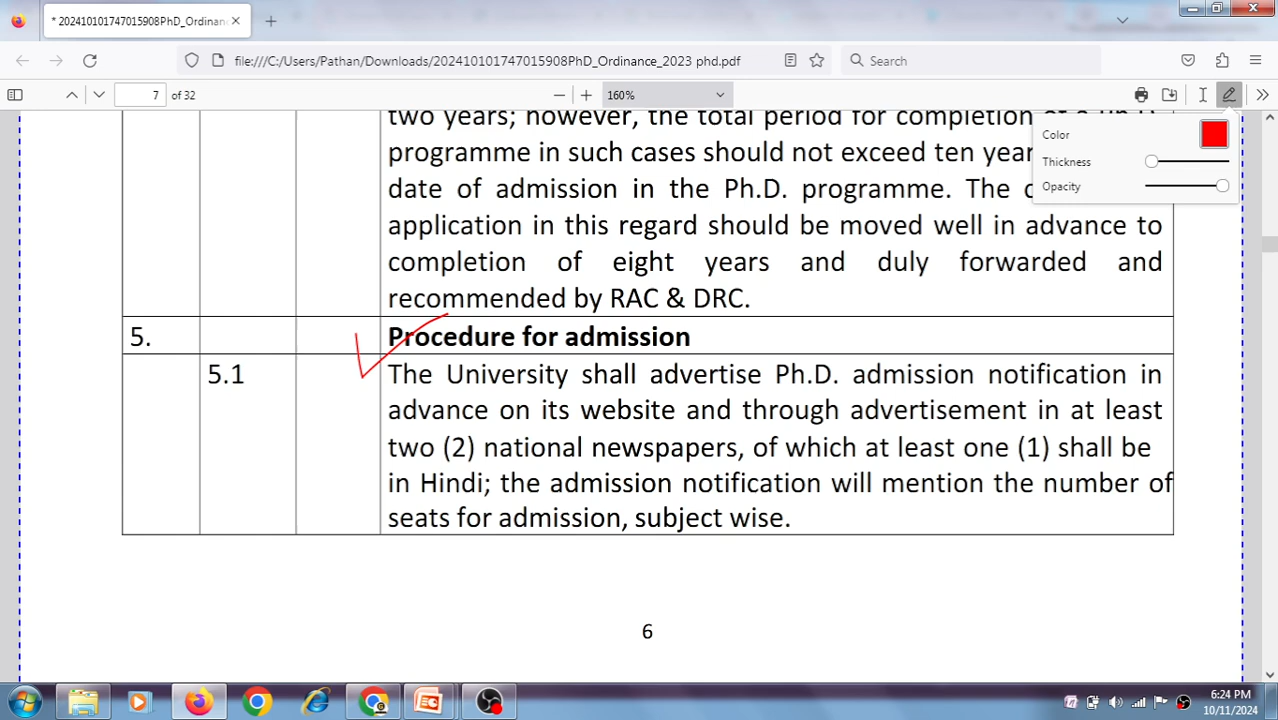 * 202410101747015908PhD_Ordinan
file:///C:/Users/Pathan/Downloads/202410101747015908PhD_Ordinance_2023 phd.pdf
Search
7 of 32
160%
Color
Thickness
Opacity
two years; however, the total period for completion of a
programme in such cases should not exceed ten year
date of admission in the Ph.D. programme. The
application in this regard should be moved well in advance to
completion of eight years and duly forwarded and
recommended by RAC & DRC.
5. Procedure for admission
5.1 The University shall advertise Ph.D. admission notification in
advance on its website and through advertisement in at least
two (2) national newspapers, of which at least one (1) shall be
in Hindi; the admission notification will mention the number of
seats for admission, subject wise.
6
6:24 PM
10/11/2024